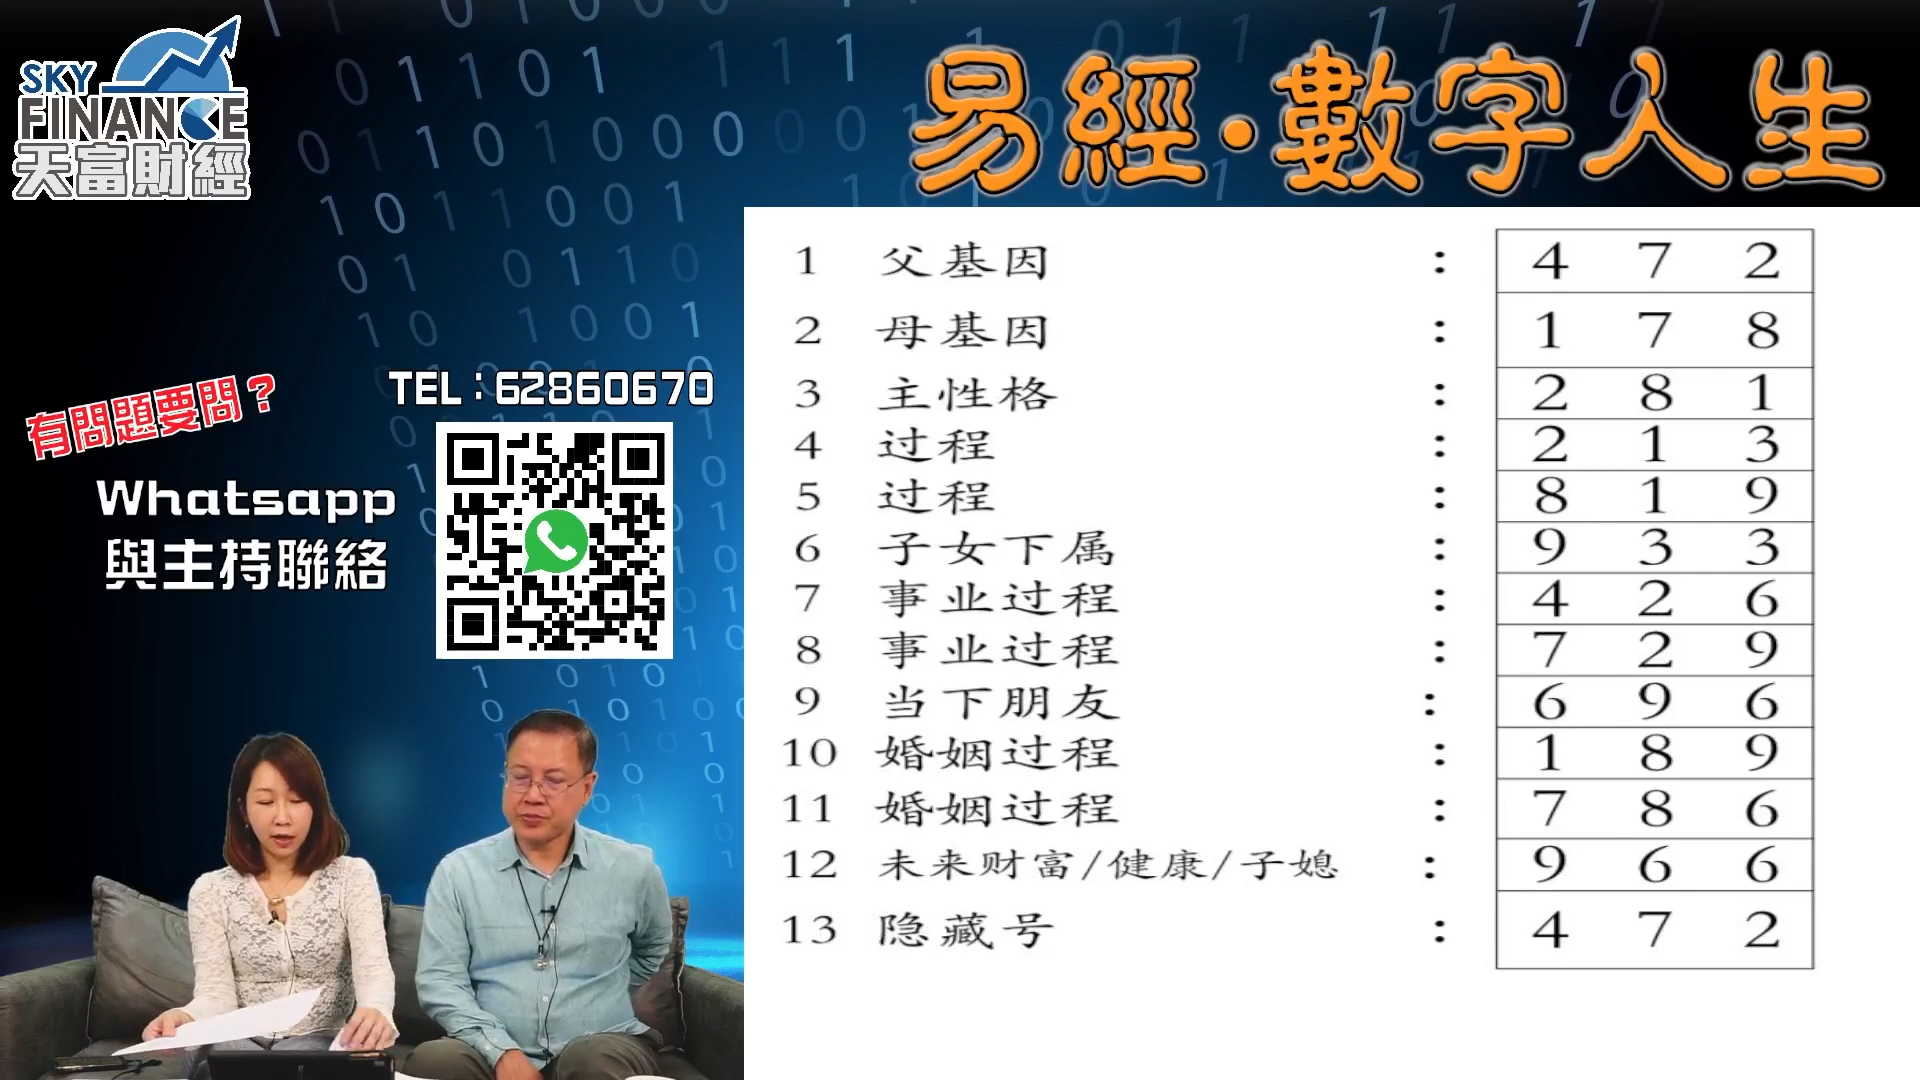 SKY
FINANCE
天富財經
易經·數字人生
有問題要問？
TEL：62860670
Whatsapp
與主持聯絡
1 父基因 : 4 7 2
2 母基因 : 1 7 8
3 主性格 : 2 8 1
4 过程 : 2 1 3
5 过程 : 8 1 9
6 子女下属 : 9 3 3
7 事业过程 : 4 2 6
8 事业过程 : 7 2 9
9 当下朋友 : 6 9 6
10 婚姻过程 : 1 8 9
11 婚姻过程 : 7 8 6
12 未来财富/健康/子媳 : 9 6 6
13 隐藏号 : 4 7 2